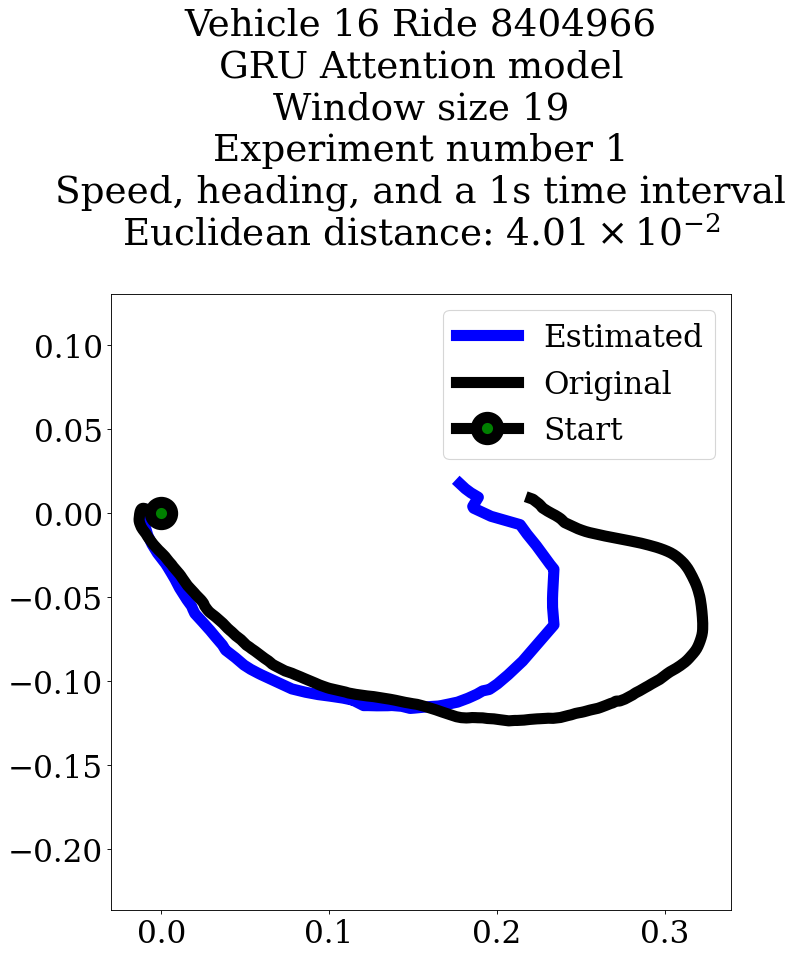 Vehicle 16 Ride 8404966
GRU Attention model
Window size 19
Experiment number 1
Speed, heading, and a 1s time interval
Euclidean distance: 4.01 × 10⁻²
Estimated
Original
Start
0.10
0.05
0.00
−0.05
−0.10
−0.15
−0.20
0.0 0.1 0.2 0.3